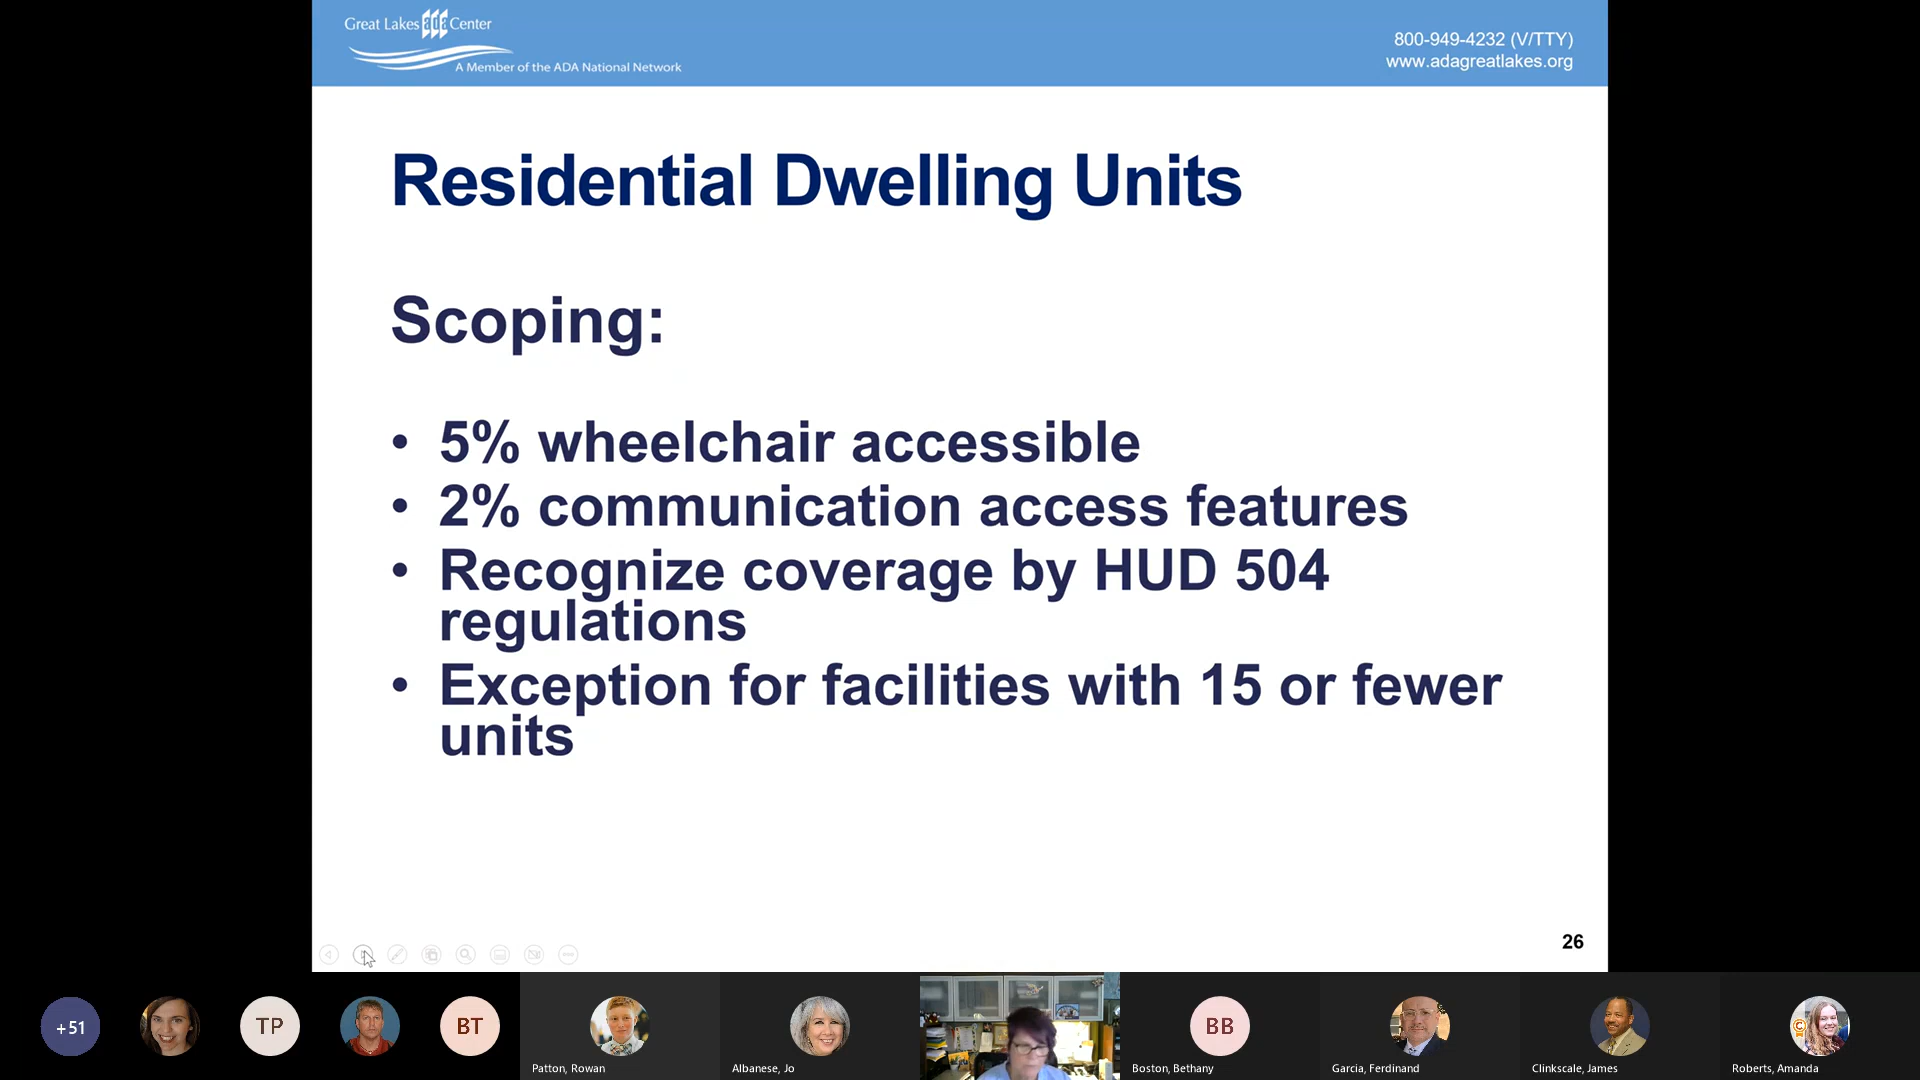 Great Lakes ada Center
A Member of the ADA National Network
800-949-4232 (V/TTY)
www.adagreatlakes.org
Residential Dwelling Units
Scoping:
• 5% wheelchair accessible
• 2% communication access features
• Recognize coverage by HUD 504
regulations
• Exception for facilities with 15 or fewer
units
26
+51
TP
BT
BB
Patton, Rowan
Albanese, Jo
Boston, Bethany
Garcia, Ferdinand
Clinkscale, James
Roberts, Amanda